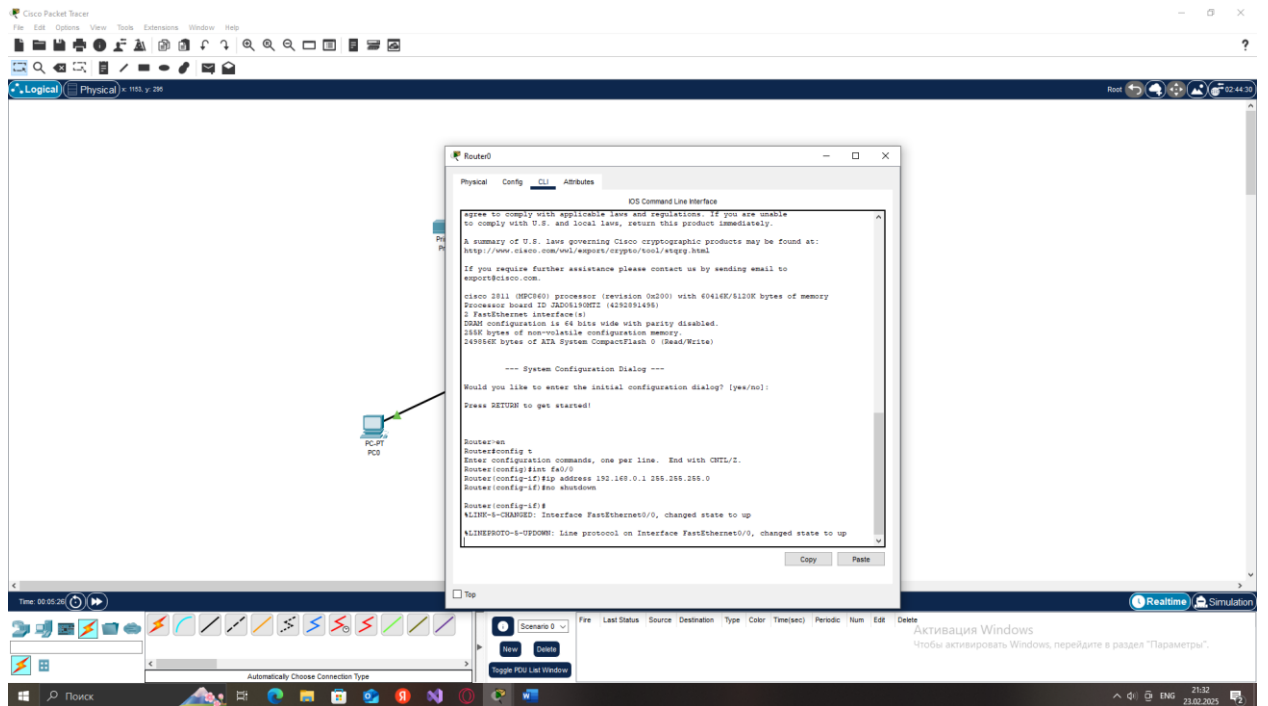 Cisco Packet Tracer
File Edit Options View Tools Extensions Window Help
?
Logical Physical x: 1163, y: 298
Root 02:44:30
Router0
Physical Config CLI Attributes
IOS Command Line Interface
agree to comply with applicable laws and regulations. If you are unable
to comply with U.S. and local laws, return this product immediately.
A summary of U.S. laws governing Cisco cryptographic products may be found at:
http://www.cisco.com/wwl/export/crypto/tool/stqrg.html
If you require further assistance please contact us by sending email to
export@cisco.com.
cisco 2811 (MPC860) processor (revision 0x200) with 60416K/5120K bytes of memory
Processor board ID JAD05190MTZ (4292891495)
2 FastEthernet interface(s)
DRAM configuration is 64 bits wide with parity disabled.
255K bytes of non-volatile configuration memory.
249856K bytes of ATA System CompactFlash 0 (Read/Write)
--- System Configuration Dialog ---
Would you like to enter the initial configuration dialog? [yes/no]:
Press RETURN to get started!
Router>en
Router#config t
Enter configuration commands, one per line. End with CNTL/Z.
Router(config)#int fa0/0
Router(config-if)#ip address 192.168.0.1 255.255.255.0
Router(config-if)#no shutdown
Router(config-if)#
%LINK-5-CHANGED: Interface FastEthernet0/0, changed state to up
%LINEPROTO-5-UPDOWN: Line protocol on Interface FastEthernet0/0, changed state to up
Copy Paste
Top
Pri
Pr
PC-PT
PC0
Time: 00:05:26
Realtime Simulation
Scenario 0
New Delete
Toggle PDU List Window
Fire Last Status Source Destination Type Color Time(sec) Periodic Num Edit Delete
Automatically Choose Connection Type
Активация Windows
Чтобы активировать Windows, перейдите в раздел "Параметры".
Поиск
ENG
21:32
23.02.2025
2